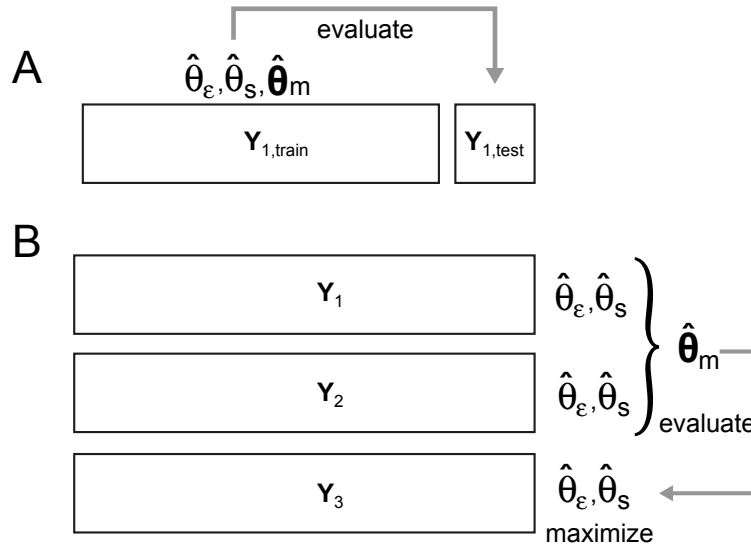 evaluate
A
θ̂ε,θ̂s,θ̂m
Y1,train
Y1,test
B
Y1
θ̂ε,θ̂s
θ̂m
Y2
θ̂ε,θ̂s
evaluate
Y3
θ̂ε,θ̂s
maximize